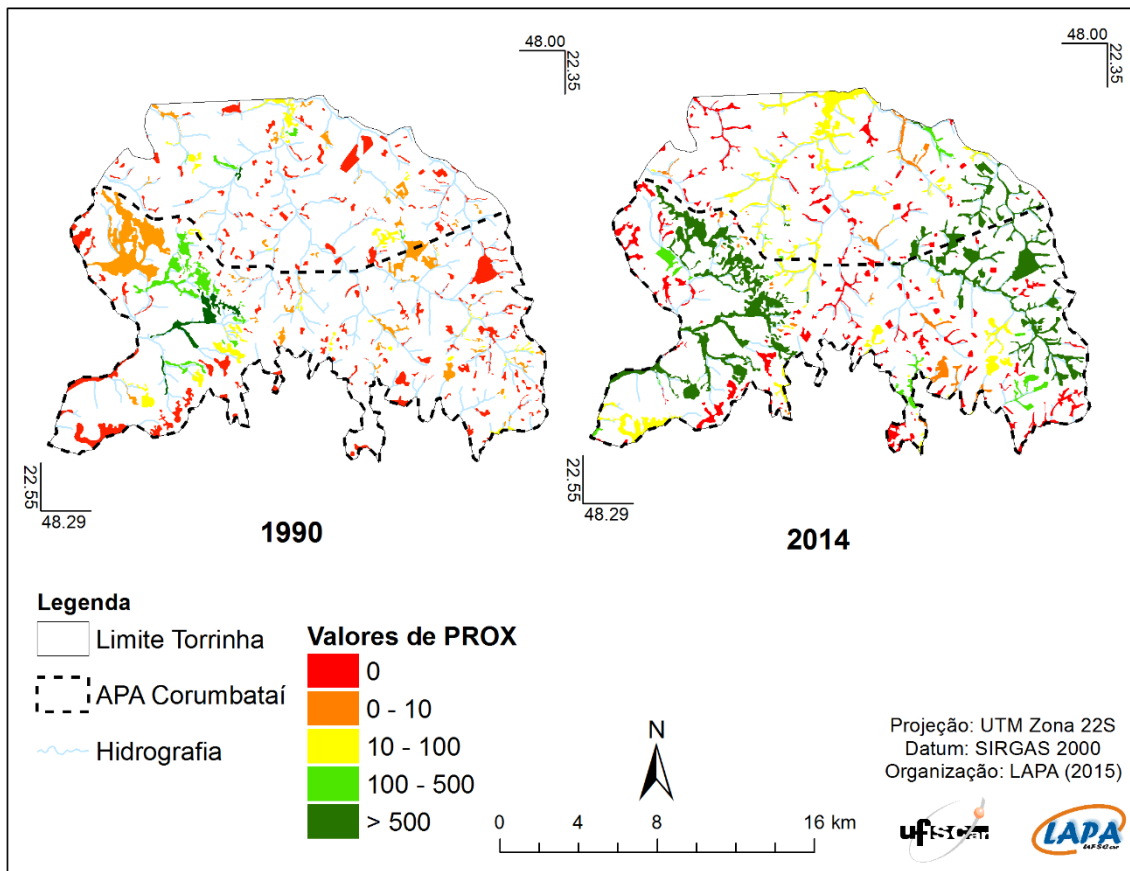 48.00
22.35
48.00
22.35
22.55
48.29
1990
22.55
48.29
2014
Legenda
Limite Torrinha
APA Corumbataí
Hidrografia
Valores de PROX
0
0 - 10
10 - 100
100 - 500
> 500
N
0 4 8 16 km
Projeção: UTM Zona 22S
Datum: SIRGAS 2000
Organização: LAPA (2015)
ufscar
LAPA
UFSCar